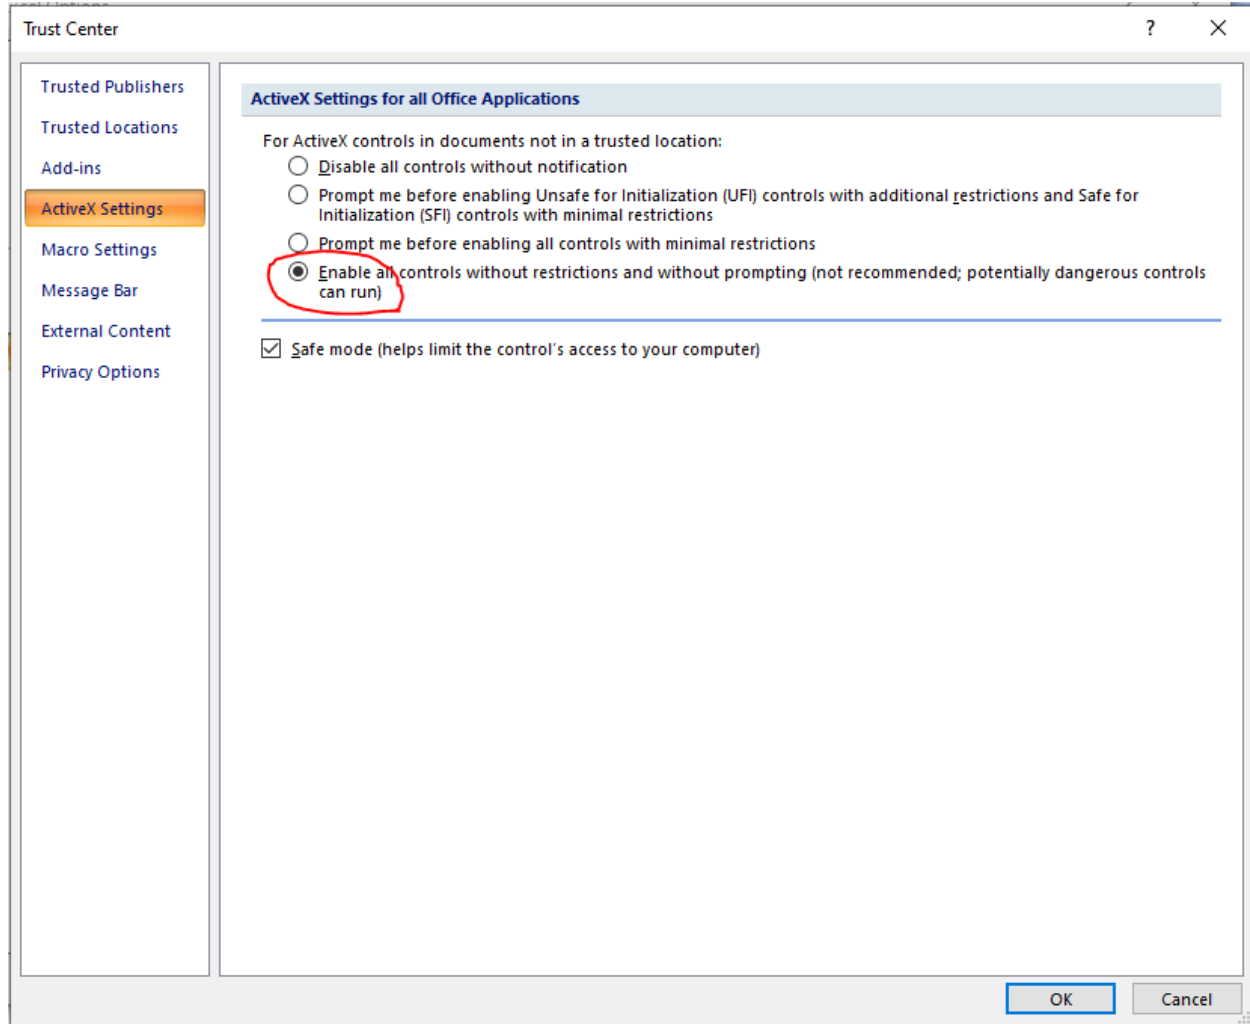 Trust Center
?
Trusted Publishers
Trusted Locations
Add-ins
ActiveX Settings
Macro Settings
Message Bar
External Content
Privacy Options
ActiveX Settings for all Office Applications
For ActiveX controls in documents not in a trusted location:
Disable all controls without notification
Prompt me before enabling Unsafe for Initialization (UFI) controls with additional restrictions and Safe for
Initialization (SFI) controls with minimal restrictions
Prompt me before enabling all controls with minimal restrictions
Enable all controls without restrictions and without prompting (not recommended; potentially dangerous controls
can run)
Safe mode (helps limit the control's access to your computer)
OK
Cancel